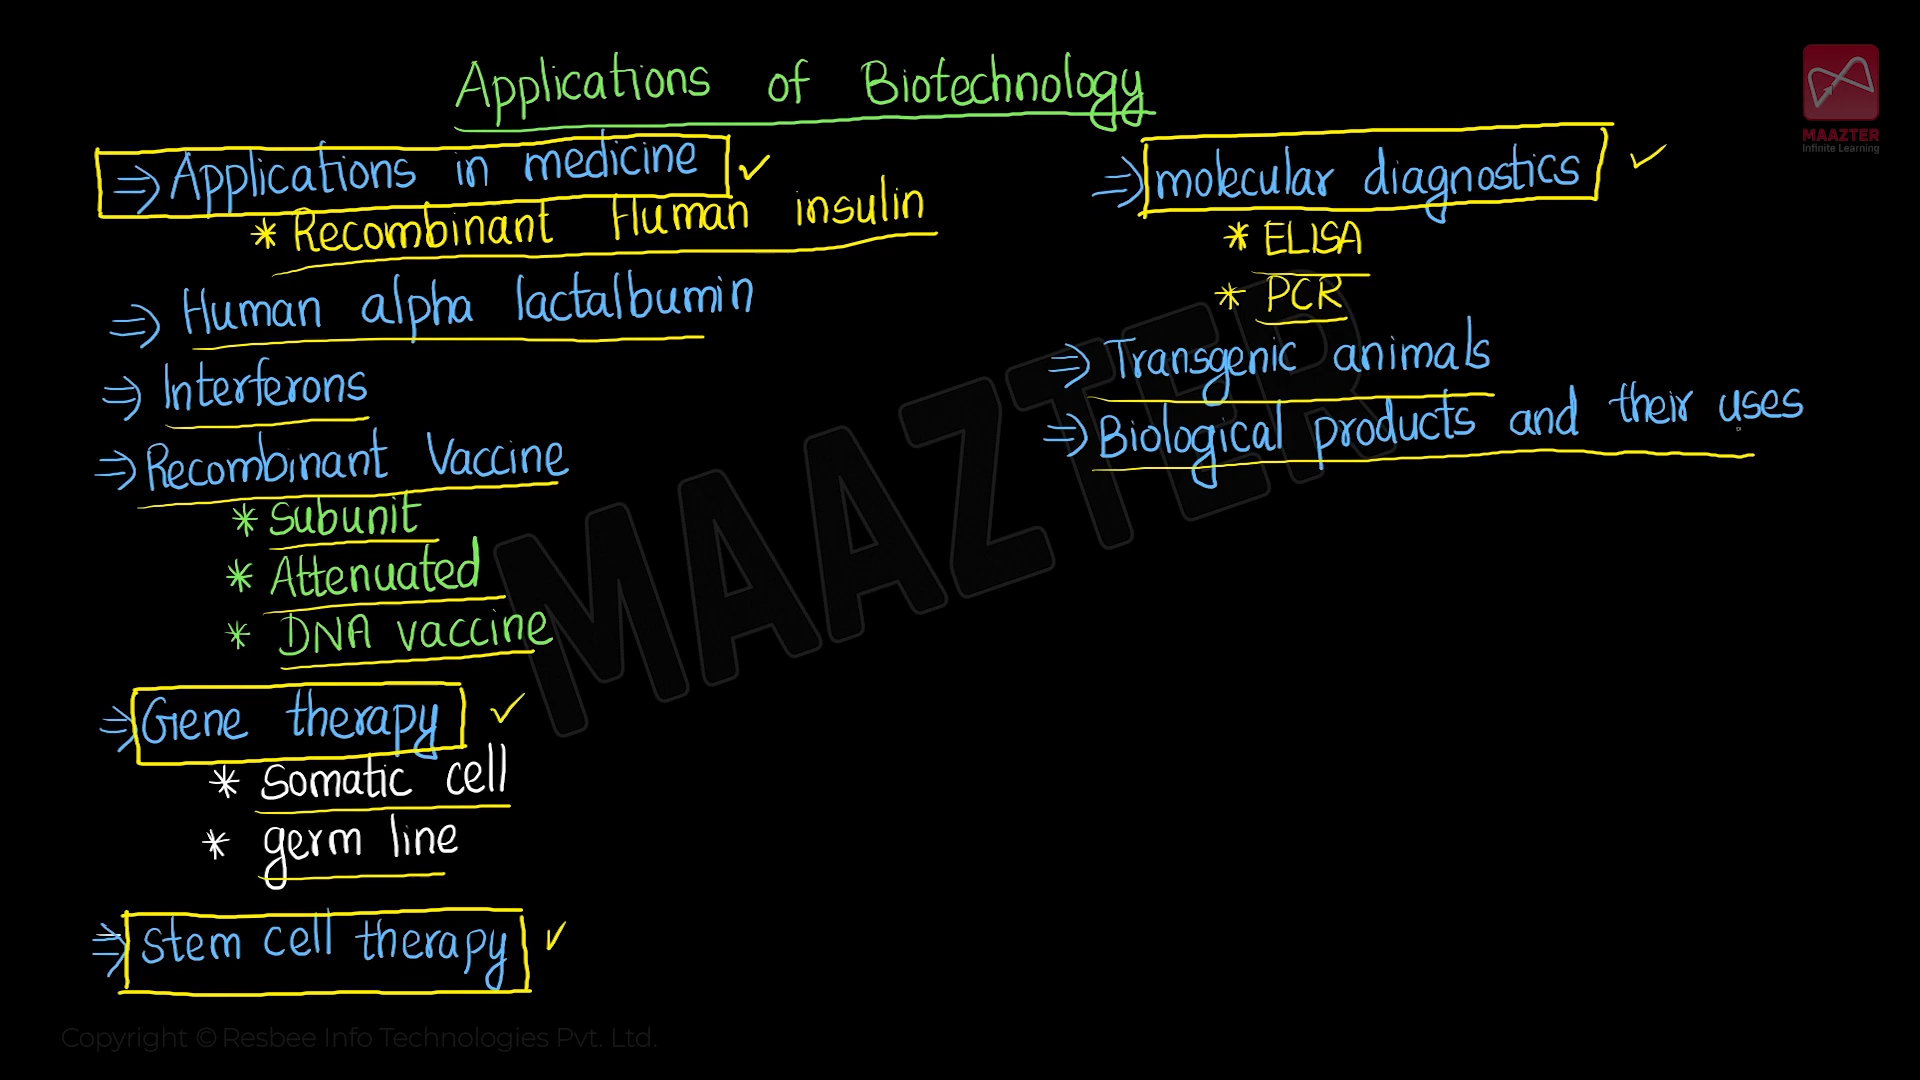 Applications of Biotechnology
⇒ Applications in medicine ✓
* Recombinant Human insulin
⇒ Human alpha lactalbumin
⇒ Interferons
⇒ Recombinant Vaccine
* Subunit
* Attenuated
* DNA vaccine
⇒ Gene therapy ✓
* Somatic cell
* germ line
⇒ Stem cell therapy ✓
⇒ molecular diagnostics ✓
* ELISA
* PCR
⇒ Transgenic animals
⇒ Biological products and their uses
MAAZTER
Infinite Learning
MAAZTER
Copyright © Resbee Info Technologies Pvt. Ltd.